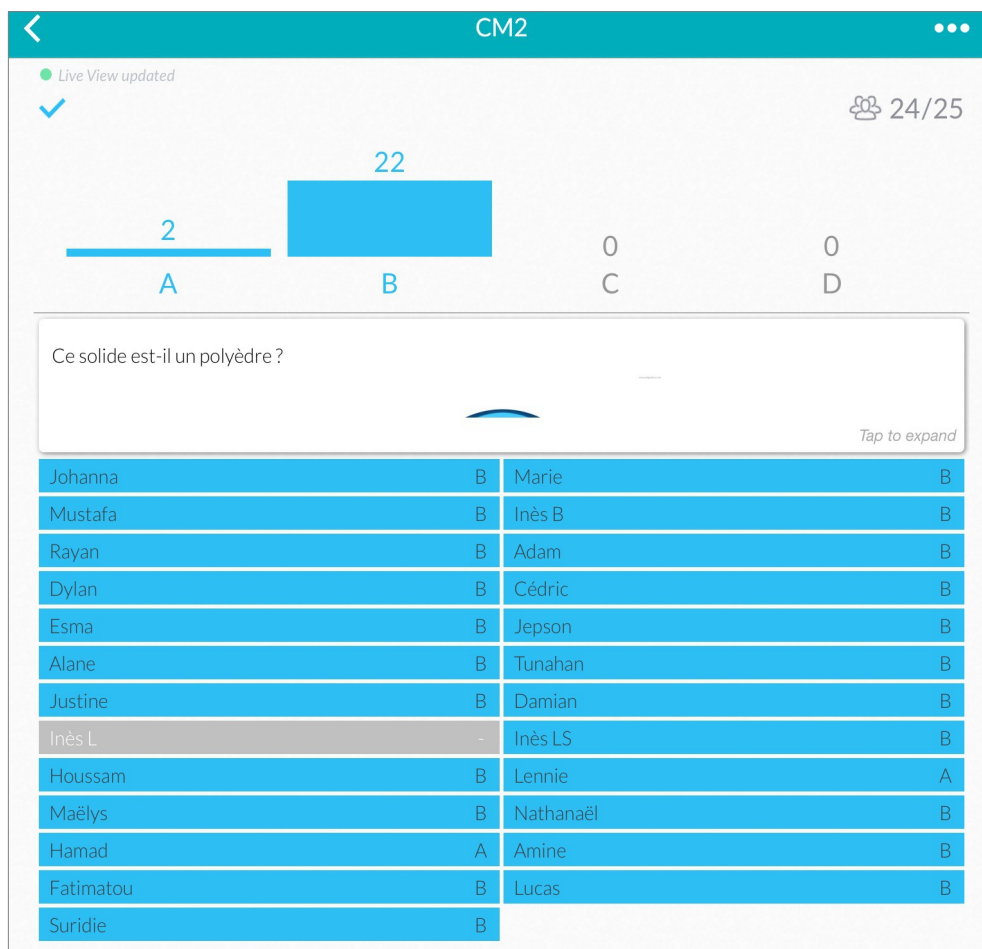 CM2
Live View updated
24/25
22
2
0
0
A
B
C
D
Ce solide est-il un polyèdre ?
Tap to expand
Johanna B
Marie B
Mustafa B
Inès B B
Rayan B
Adam B
Dylan B
Cédric B
Esma B
Jepson B
Alane B
Tunahan B
Justine B
Damian B
Inès L -
Inès LS B
Houssam B
Lennie A
Maëlys B
Nathanaël B
Hamad A
Amine B
Fatimatou B
Lucas B
Suridie B